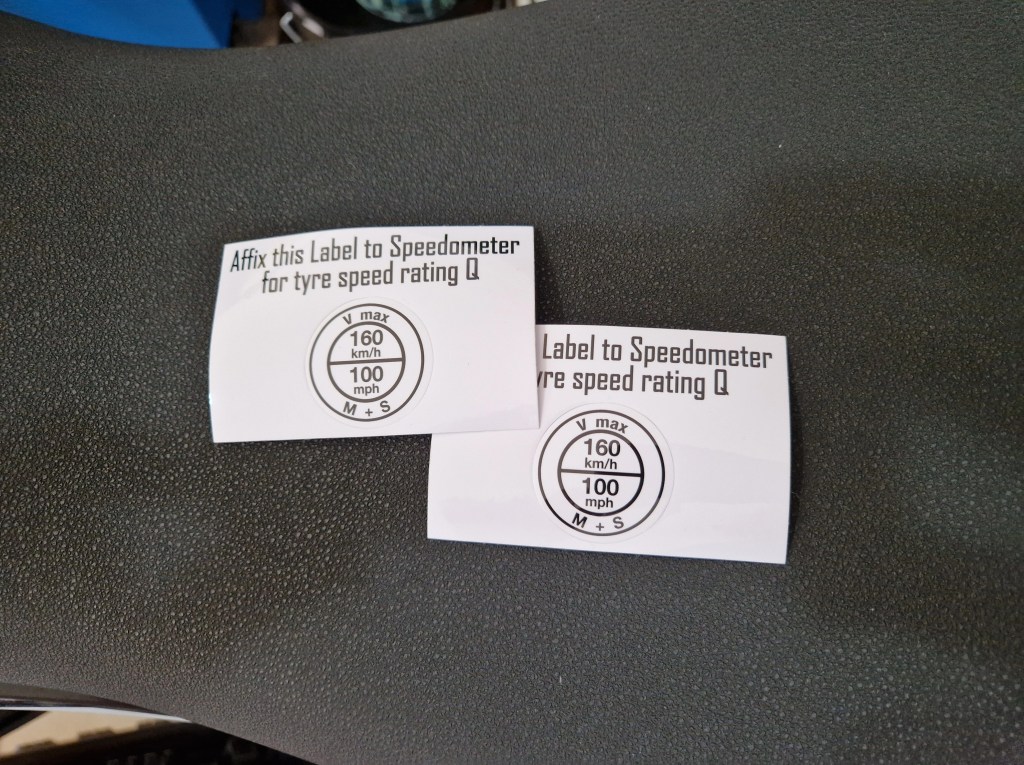 Affix this Label to Speedometer
for tyre speed rating Q
V max
160
km/h
100
mph
M + S
Label to Speedometer
speed rating Q
V max
160
km/h
100
mph
M + S